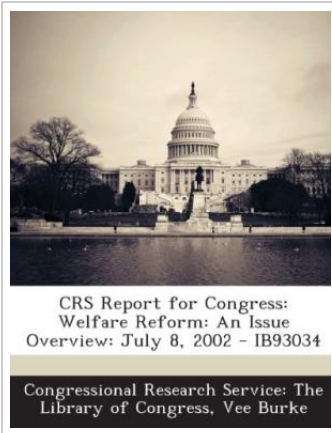 CRS Report for Congress:
Welfare Reform: An Issue
Overview: July 8, 2002 - IB93034
Congressional Research Service: The
Library of Congress, Vee Burke